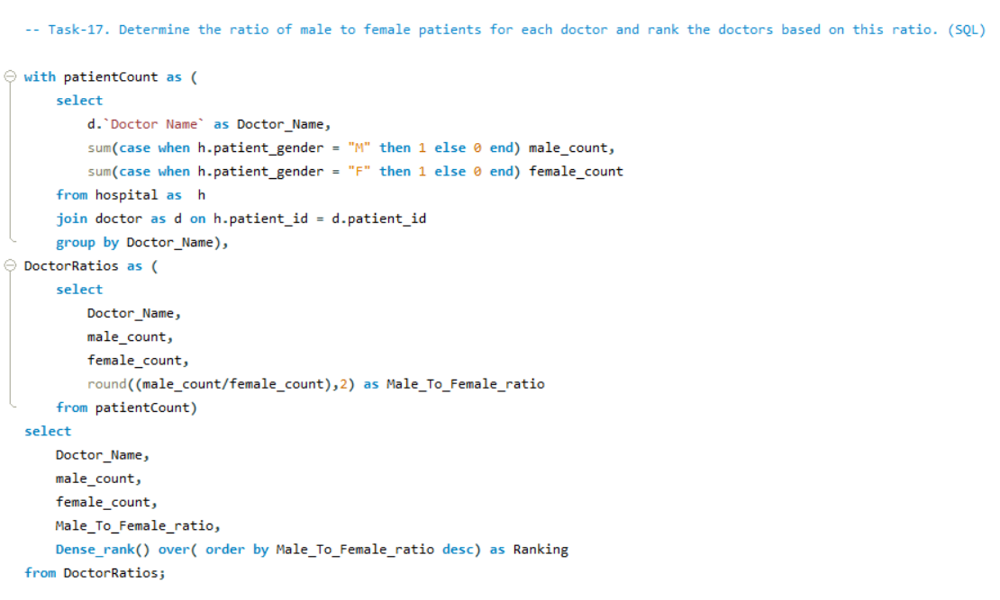 -- Task-17. Determine the ratio of male to female patients for each doctor and rank the doctors based on this ratio. (SQL)
with patientCount as (
select
d.`Doctor Name` as Doctor_Name,
sum(case when h.patient_gender = "M" then 1 else 0 end) male_count,
sum(case when h.patient_gender = "F" then 1 else 0 end) female_count
from hospital as  h
join doctor as d on h.patient_id = d.patient_id
group by Doctor_Name),
DoctorRatios as (
select
Doctor_Name,
male_count,
female_count,
round((male_count/female_count),2) as Male_To_Female_ratio
from patientCount)
select
Doctor_Name,
male_count,
female_count,
Male_To_Female_ratio,
Dense_rank() over( order by Male_To_Female_ratio desc) as Ranking
from DoctorRatios;